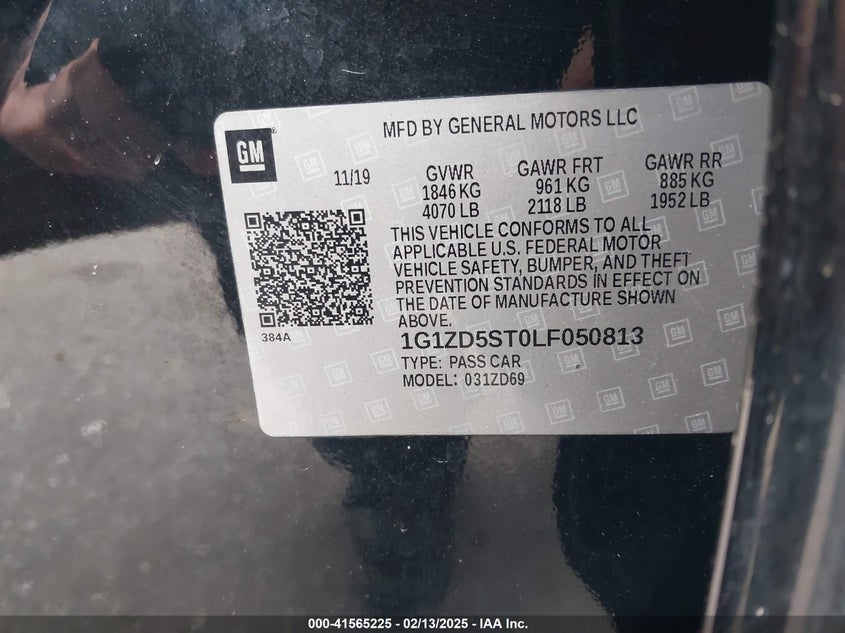 MFD BY GENERAL MOTORS LLC
GM
11/19
GVWR
1846 KG
4070 LB
GAWR FRT
961 KG
2118 LB
GAWR RR
885 KG
1952 LB
THIS VEHICLE CONFORMS TO ALL
APPLICABLE U.S. FEDERAL MOTOR
VEHICLE SAFETY, BUMPER, AND THEFT
PREVENTION STANDARDS IN EFFECT ON
THE DATE OF MANUFACTURE SHOWN
ABOVE.
384A
1G1ZD5ST0LF050813
TYPE: PASS CAR
MODEL: 031ZD69
000-41565225 - 02/13/2025 - IAA Inc.